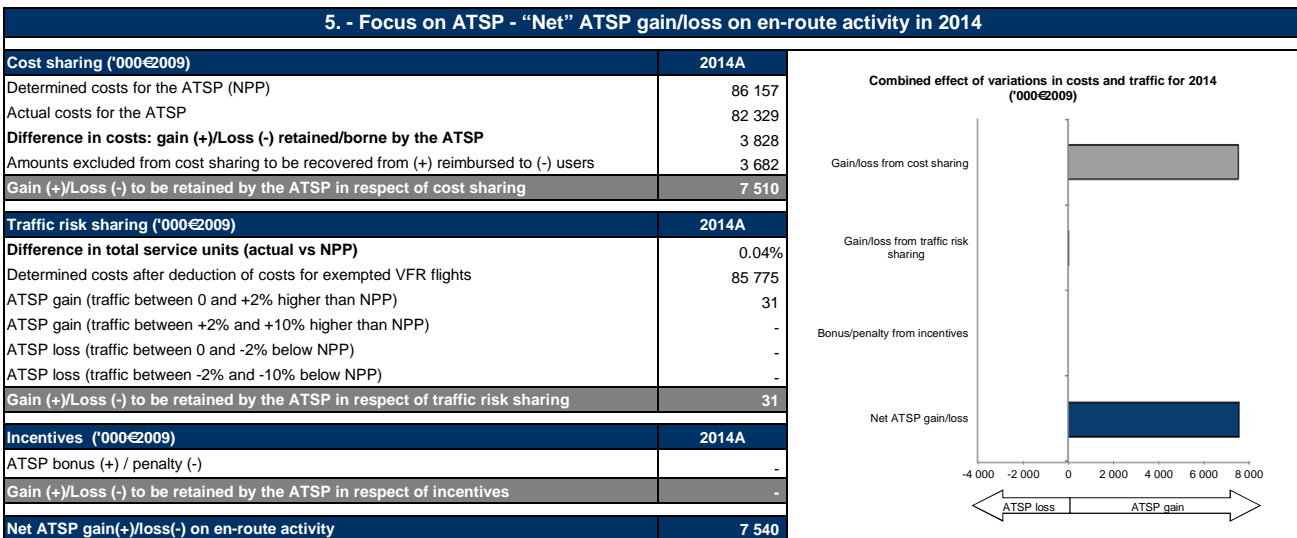 5. - Focus on ATSP - “Net” ATSP gain/loss on en-route activity in 2014
Cost sharing ('000€2009) 2014A
Determined costs for the ATSP (NPP) 86 157
Actual costs for the ATSP 82 329
Difference in costs: gain (+)/Loss (-) retained/borne by the ATSP 3 828
Amounts excluded from cost sharing to be recovered from (+) reimbursed to (-) users 3 682
Gain (+)/Loss (-) to be retained by the ATSP in respect of cost sharing 7 510
Traffic risk sharing ('000€2009) 2014A
Difference in total service units (actual vs NPP) 0.04%
Determined costs after deduction of costs for exempted VFR flights 85 775
ATSP gain (traffic between 0 and +2% higher than NPP) 31
ATSP gain (traffic between +2% and +10% higher than NPP) -
ATSP loss (traffic between 0 and -2% below NPP) -
ATSP loss (traffic between -2% and -10% below NPP) -
Gain (+)/Loss (-) to be retained by the ATSP in respect of traffic risk sharing 31
Incentives ('000€2009) 2014A
ATSP bonus (+) / penalty (-) -
Gain (+)/Loss (-) to be retained by the ATSP in respect of incentives -
Net ATSP gain(+)/loss(-) on en-route activity 7 540
Combined effect of variations in costs and traffic for 2014
('000€2009)
Gain/loss from cost sharing
Gain/loss from traffic risk
sharing
Bonus/penalty from incentives
Net ATSP gain/loss
-4 000 -2 000 0 2 000 4 000 6 000 8 000
ATSP loss ATSP gain